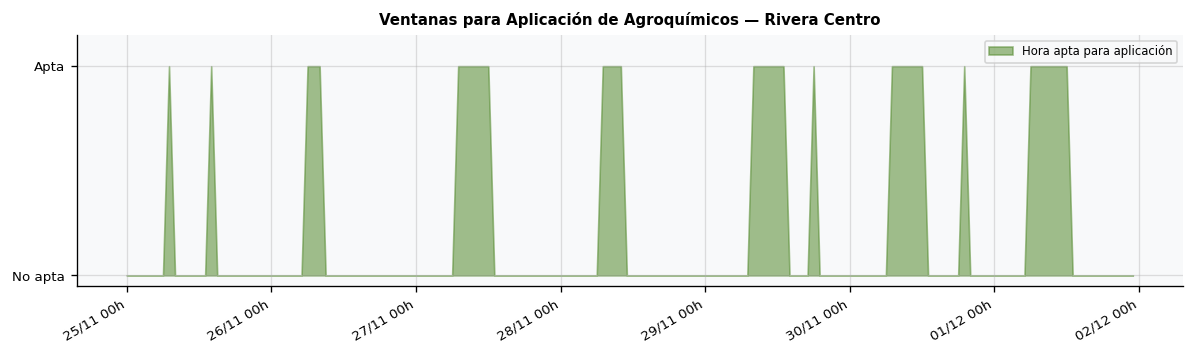 Ventanas para Aplicación de Agroquímicos — Rivera Centro
Hora apta para aplicación
Apta
No apta
25/11 00h
26/11 00h
27/11 00h
28/11 00h
29/11 00h
30/11 00h
01/12 00h
02/12 00h